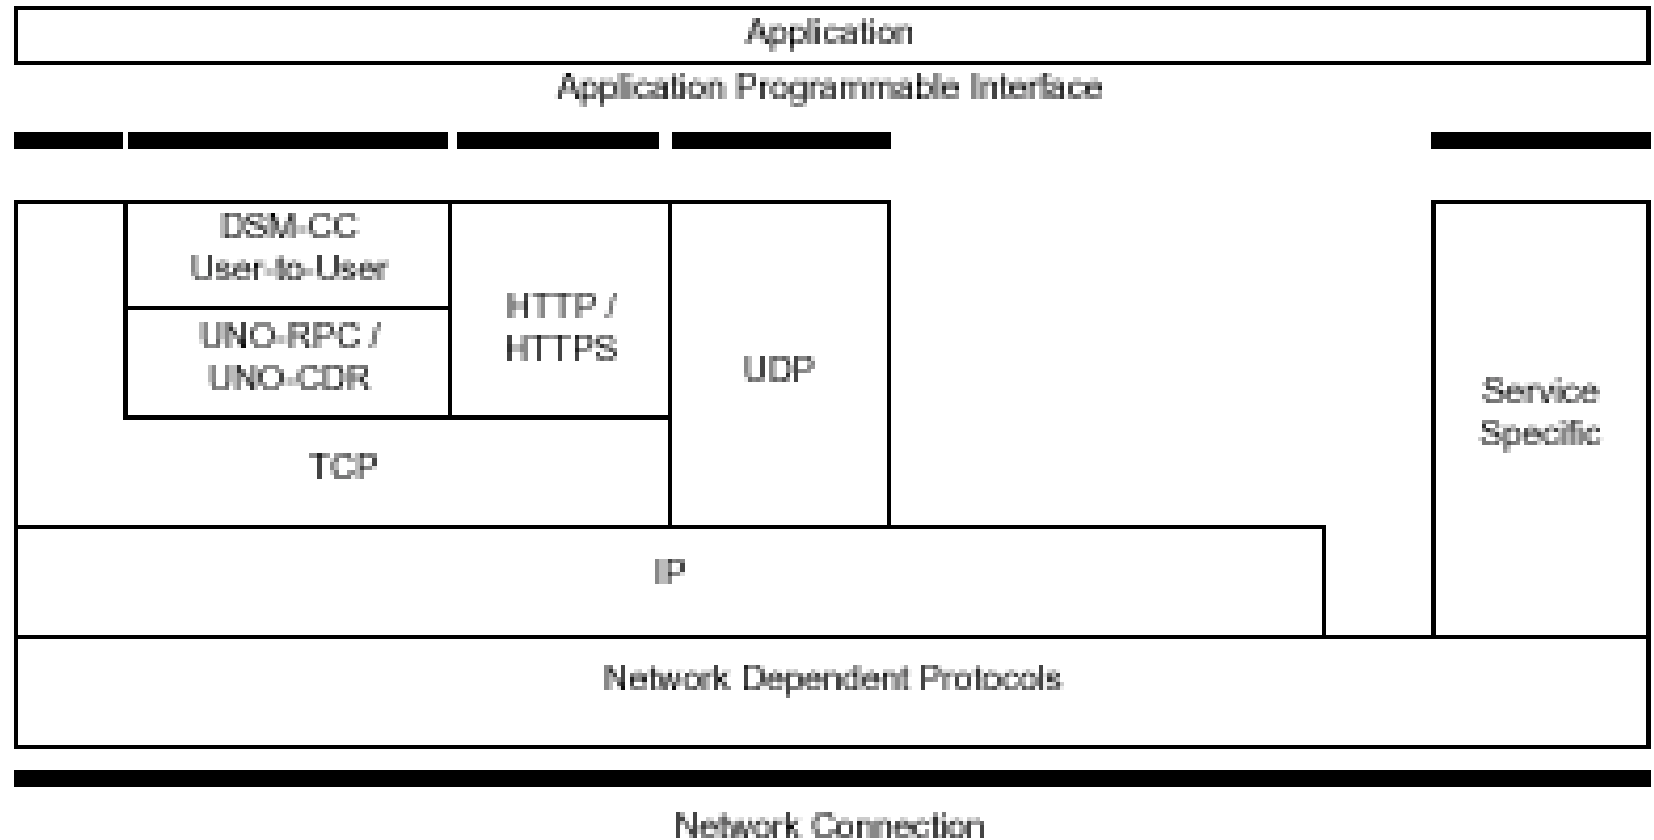 Application
Application Programmable Interface
DSM-CC
User-to-User
UNO-RPC /
UNO-CDR
HTTP /
HTTPS
UDP
Service
Specific
TCP
IP
Network Dependent Protocols
Network Connection